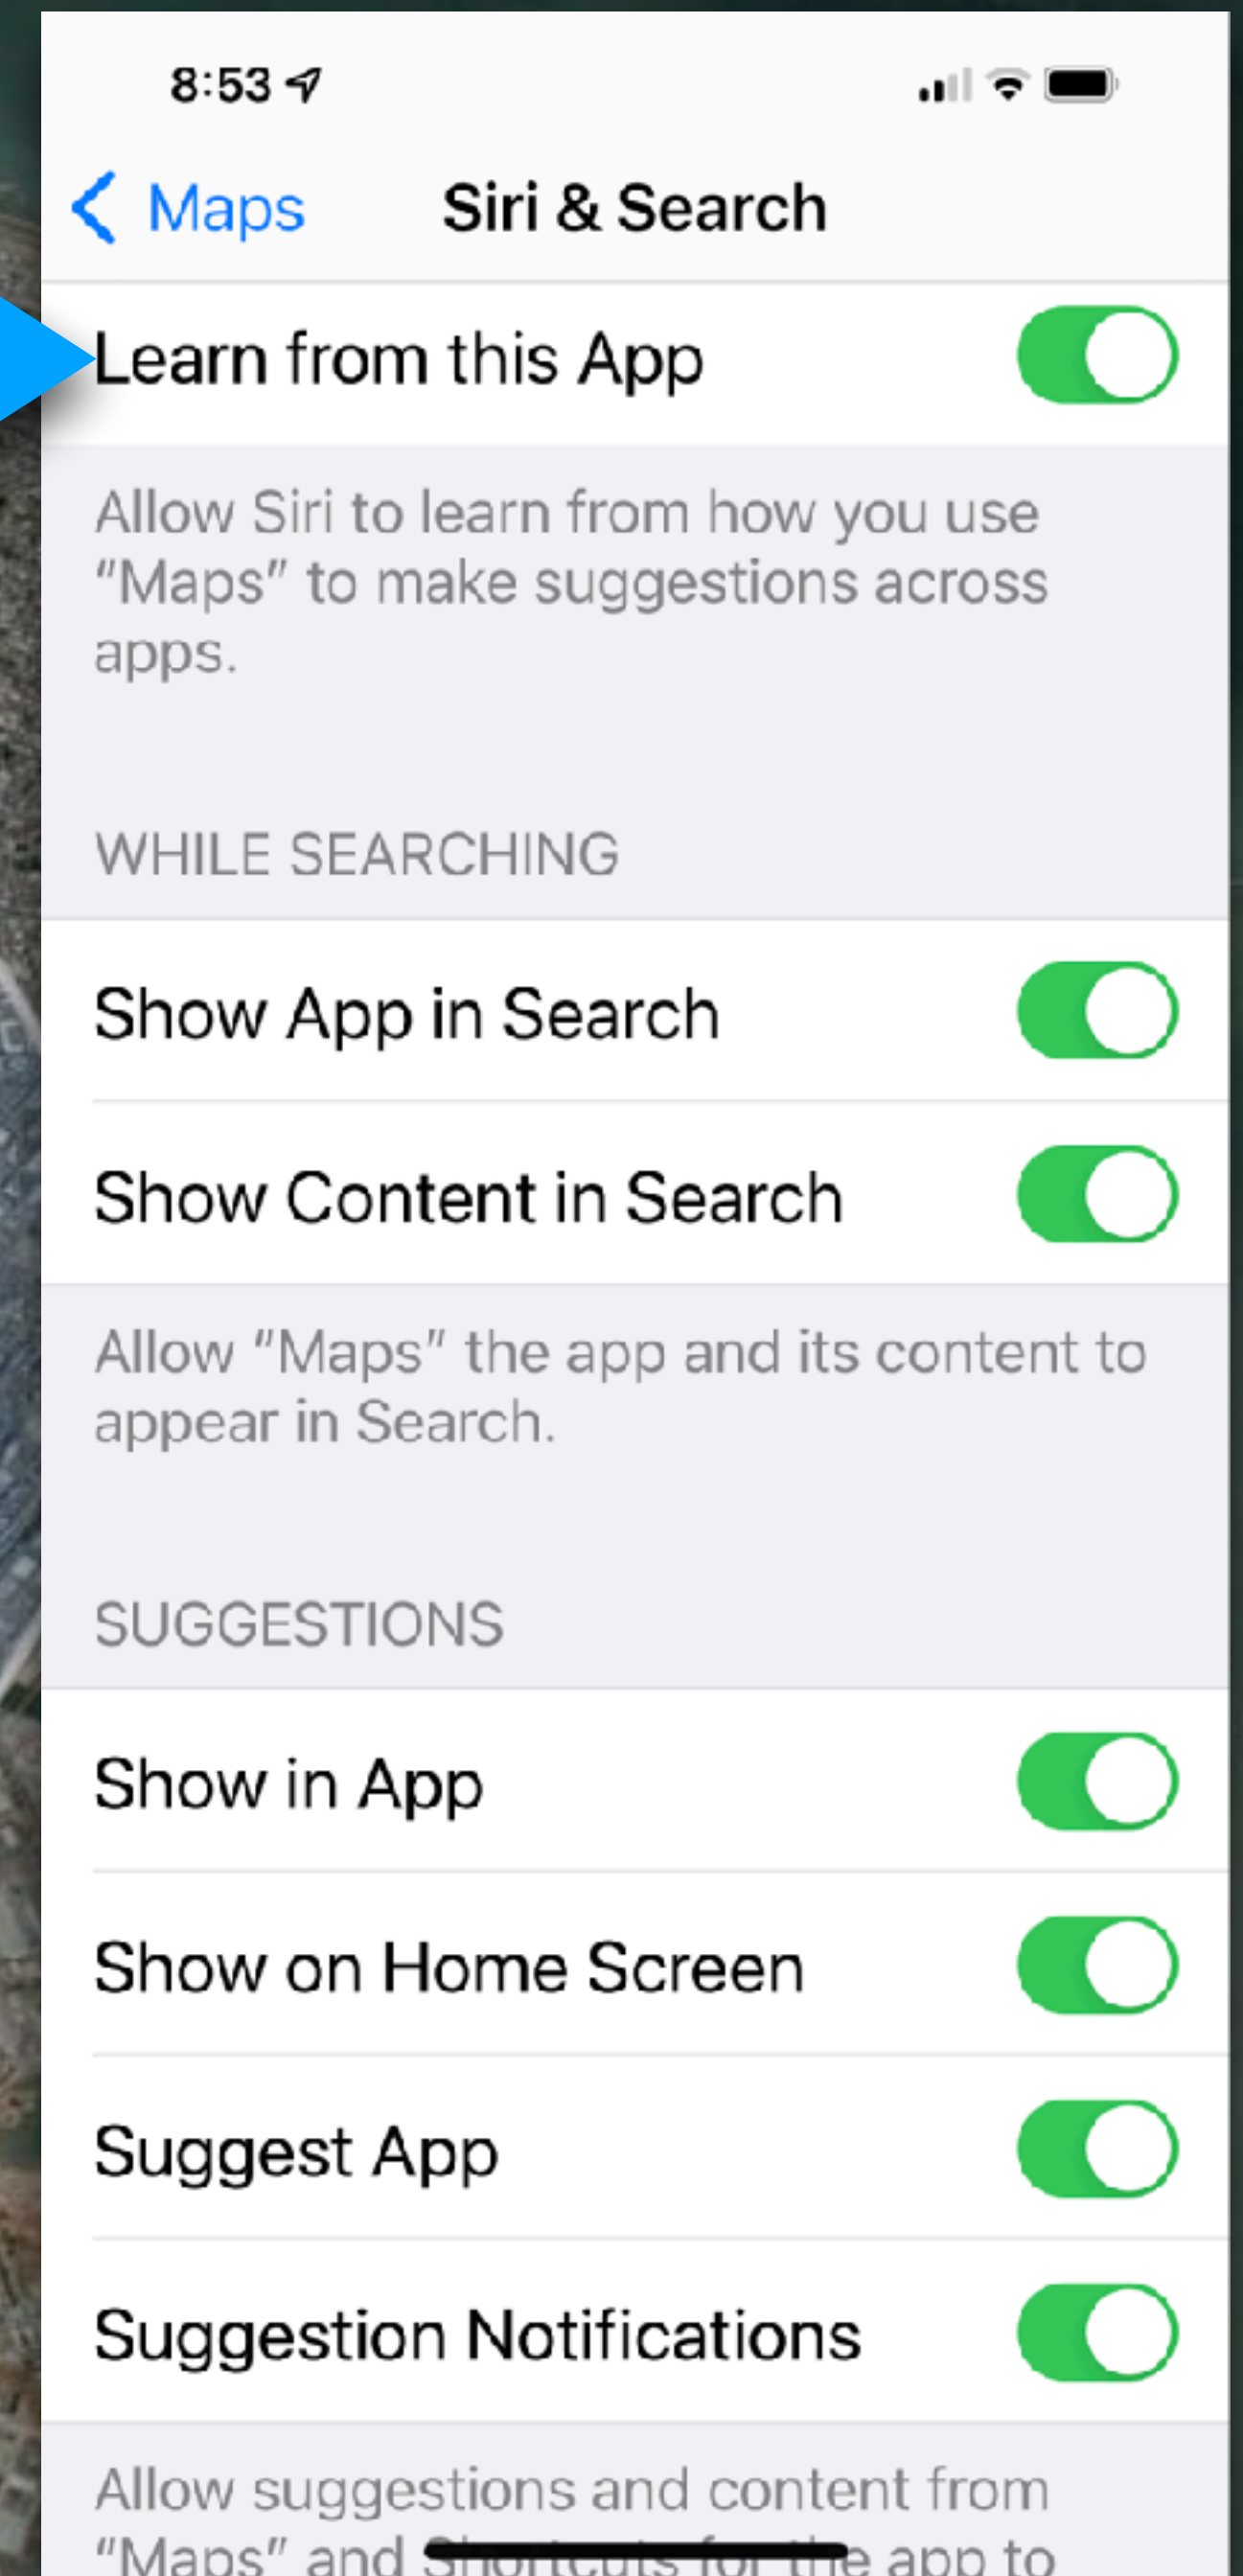 8:53
Maps
Siri & Search
Learn from this App
Allow Siri to learn from how you use
“Maps” to make suggestions across
apps.
WHILE SEARCHING
Show App in Search
Show Content in Search
Allow “Maps” the app and its content to
appear in Search.
SUGGESTIONS
Show in App
Show on Home Screen
Suggest App
Suggestion Notifications
Allow suggestions and content from
“Maps” and Shortcuts for the app to